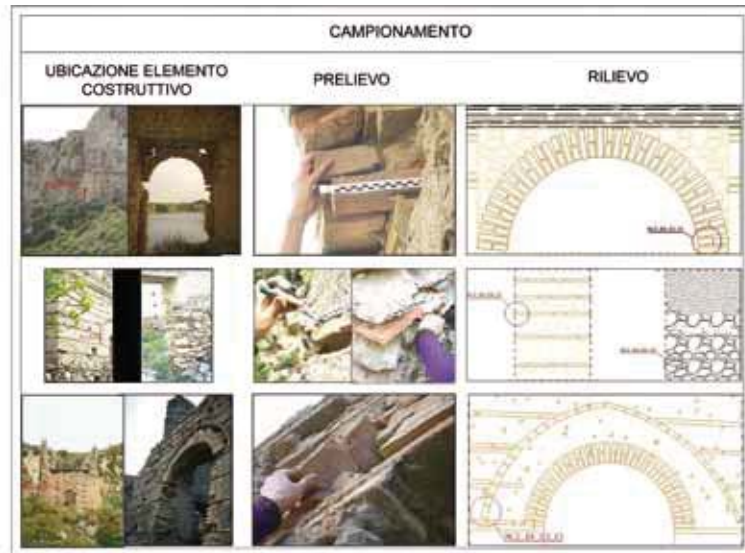 CAMPIONAMENTO
UBICAZIONE ELEMENTO
COSTRUTTIVO
PRELIEVO
RILIEVO